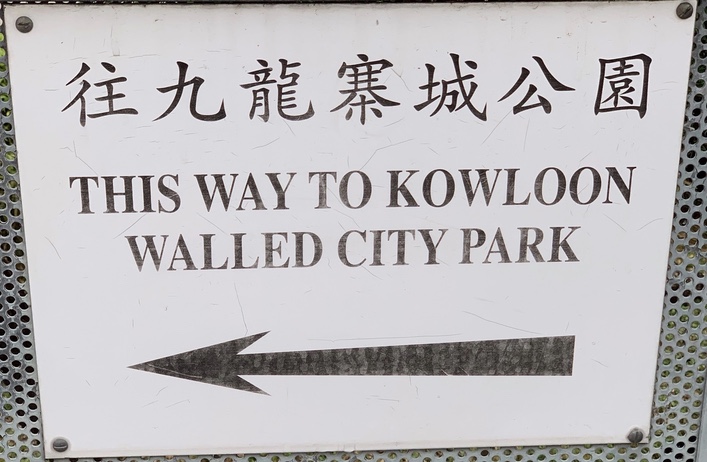 往九龍寨城公園
THIS WAY TO KOWLOON
WALLED CITY PARK